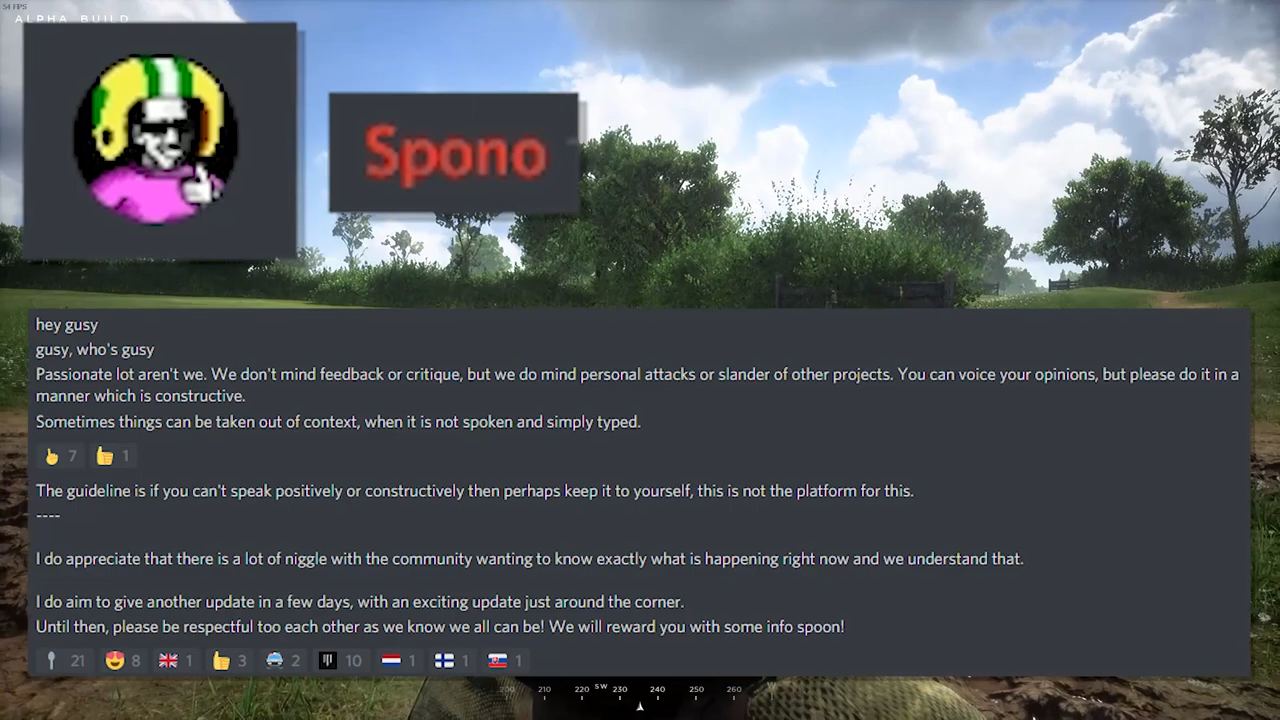 54 FPS
ALPHA BUILD
Spono
hey gusy
gusy, who's gusy
Passionate lot aren't we. We don't mind feedback or critique, but we do mind personal attacks or slander of other projects. You can voice your opinions, but please do it in a
manner which is constructive.
Sometimes things can be taken out of context, when it is not spoken and simply typed.
7 1
The guideline is if you can't speak positively or constructively then perhaps keep it to yourself, this is not the platform for this.
----
I do appreciate that there is a lot of niggle with the community wanting to know exactly what is happening right now and we understand that.
I do aim to give another update in a few days, with an exciting update just around the corner.
Until then, please be respectful too each other as we know we all can be! We will reward you with some info spoon!
21 8 1 3 2 10 1 1 1
200 210 220 SW 230 240 250 260 W